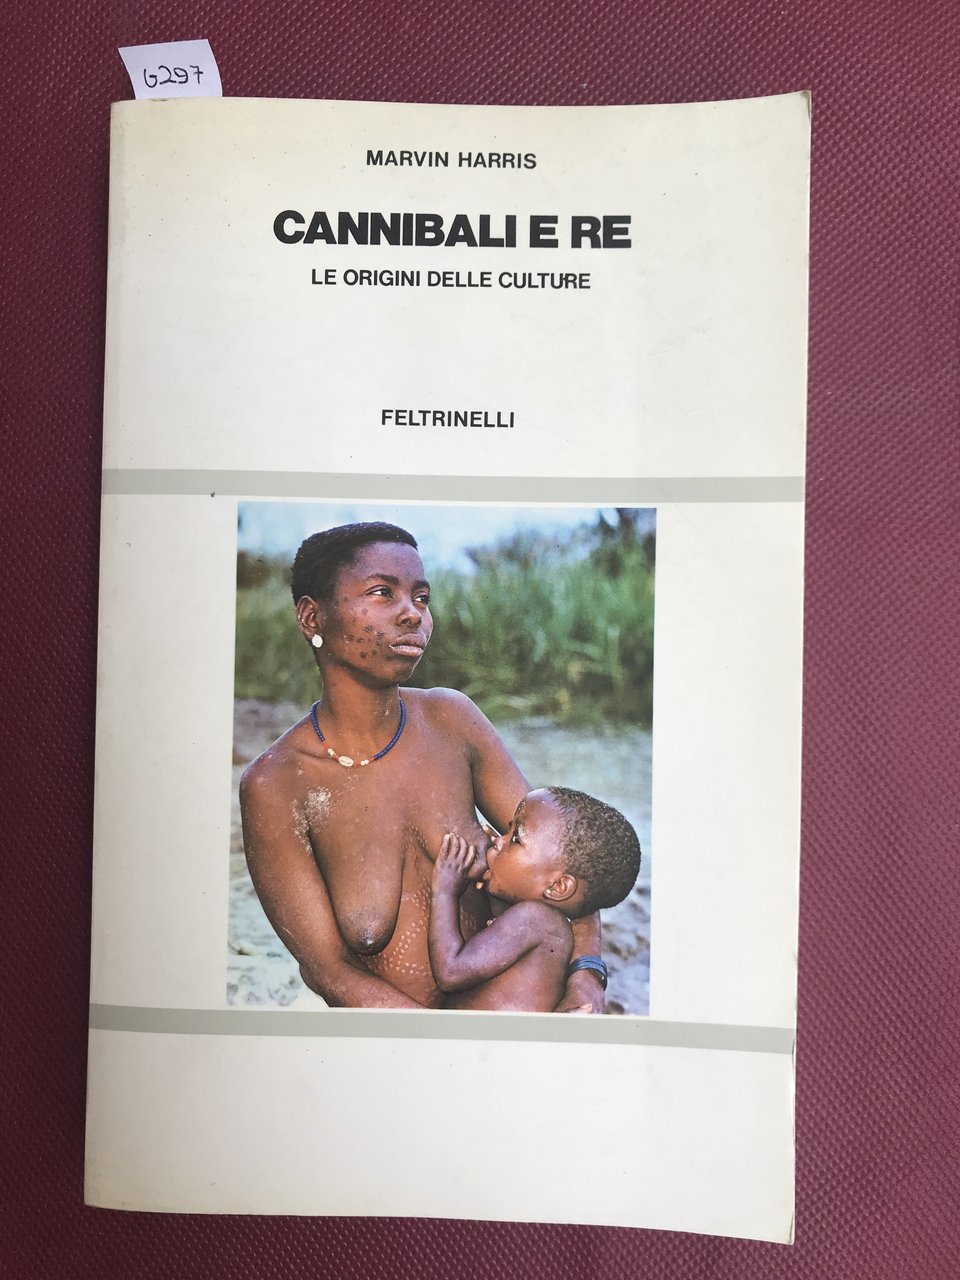 G297
MARVIN HARRIS
CANNIBALI E RE
LE ORIGINI DELLE CULTURE
FELTRINELLI